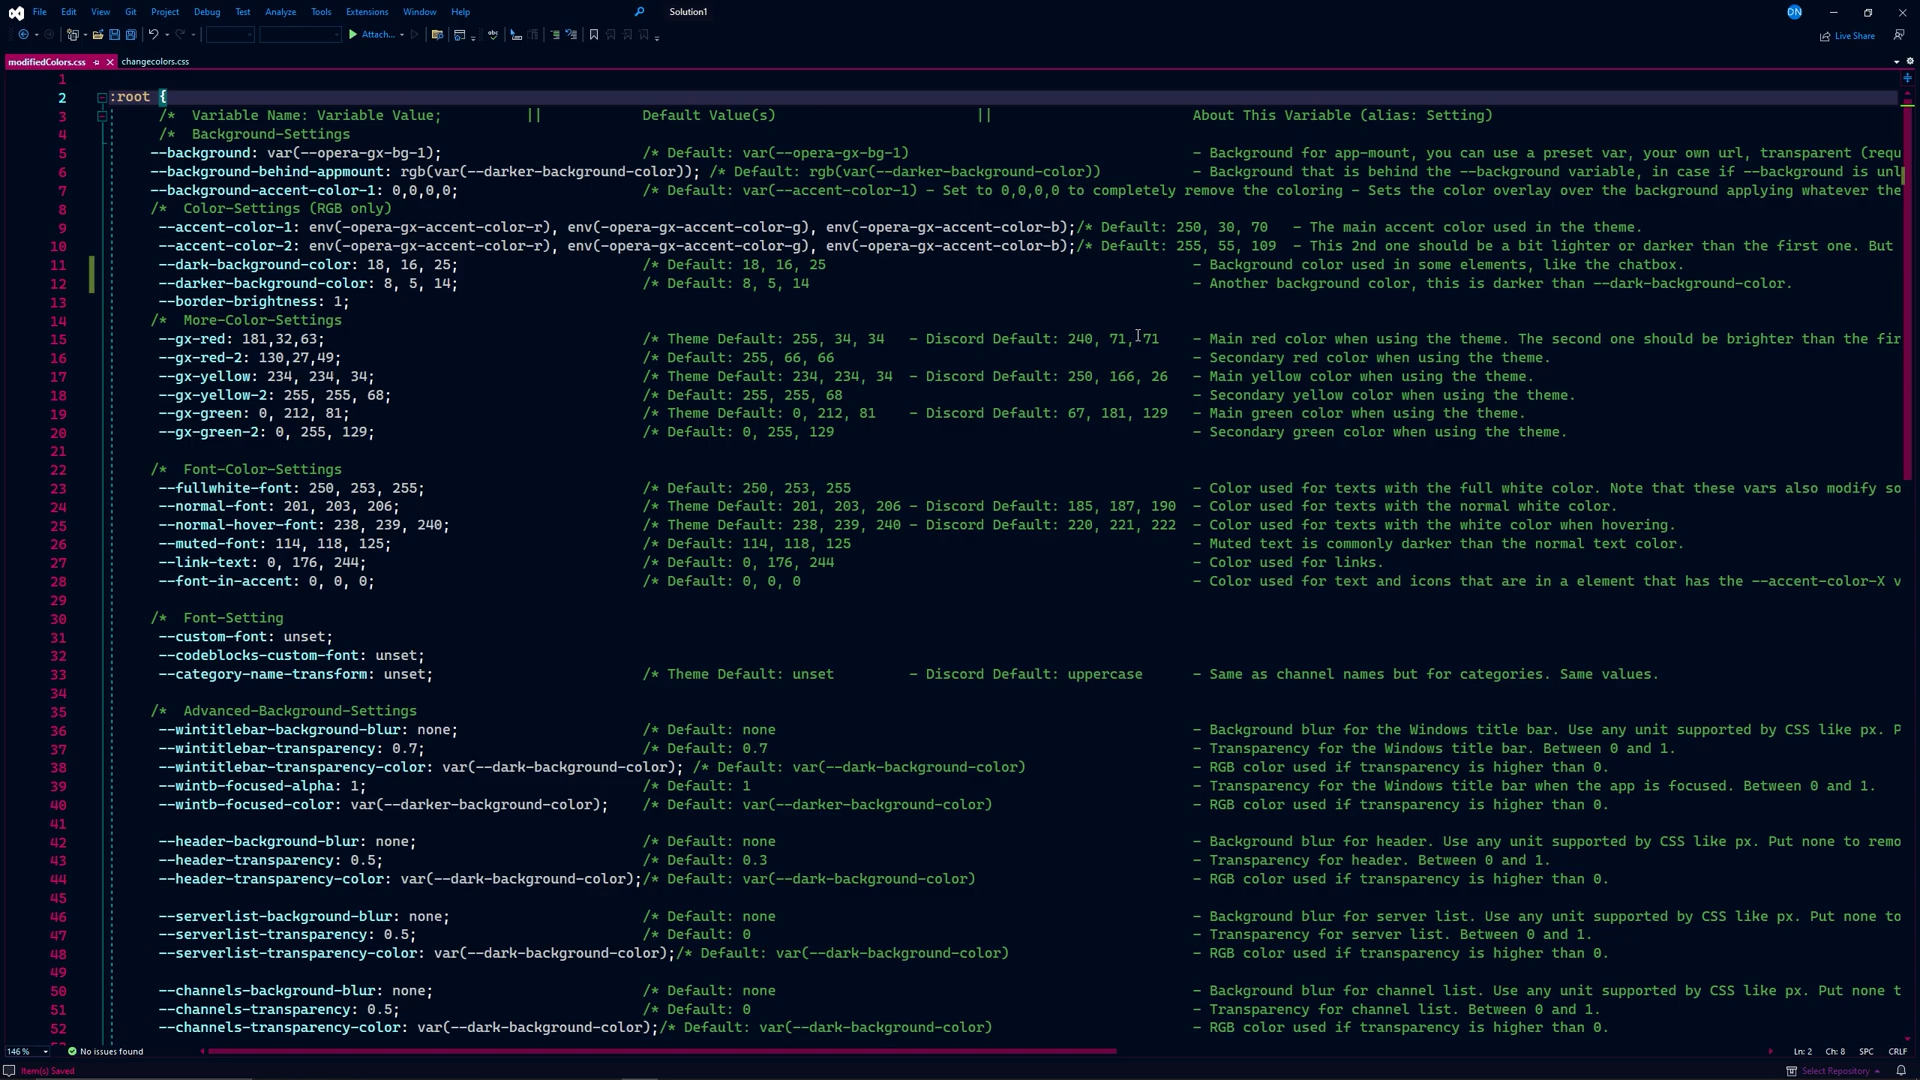 File Edit View Git Project Debug Test Analyze Tools Extensions Window Help Solution1 DN
Attach... Live Share
modifiedColors.css changecolors.css
1
2 :root {
3 /* Variable Name: Variable Value; || Default Value(s) || About This Variable (alias: Setting)
4 /* Background-Settings
5 --background: var(--opera-gx-bg-1); /* Default: var(--opera-gx-bg-1) - Background for app-mount, you can use a preset var, your own url, transparent (requ
6 --background-behind-appmount: rgb(var(--darker-background-color)); /* Default: rgb(var(--darker-background-color)) - Background that is behind the --background variable, in case if --background is unl
7 --background-accent-color-1: 0,0,0,0; /* Default: var(--accent-color-1) - Set to 0,0,0,0 to completely remove the coloring - Sets the color overlay over the background applying whatever the
8 /* Color-Settings (RGB only)
9 --accent-color-1: env(-opera-gx-accent-color-r), env(-opera-gx-accent-color-g), env(-opera-gx-accent-color-b);/* Default: 250, 30, 70 - The main accent color used in the theme.
10 --accent-color-2: env(-opera-gx-accent-color-r), env(-opera-gx-accent-color-g), env(-opera-gx-accent-color-b);/* Default: 255, 55, 109 - This 2nd one should be a bit lighter or darker than the first one. But
11 --dark-background-color: 18, 16, 25; /* Default: 18, 16, 25 - Background color used in some elements, like the chatbox.
12 --darker-background-color: 8, 5, 14; /* Default: 8, 5, 14 - Another background color, this is darker than --dark-background-color.
13 --border-brightness: 1;
14 /* More-Color-Settings
15 --gx-red: 181,32,63; /* Theme Default: 255, 34, 34 - Discord Default: 240, 71, 71 - Main red color when using the theme. The second one should be brighter than the fir
16 --gx-red-2: 130,27,49; /* Default: 255, 66, 66 - Secondary red color when using the theme.
17 --gx-yellow: 234, 234, 34; /* Theme Default: 234, 234, 34 - Discord Default: 250, 166, 26 - Main yellow color when using the theme.
18 --gx-yellow-2: 255, 255, 68; /* Default: 255, 255, 68 - Secondary yellow color when using the theme.
19 --gx-green: 0, 212, 81; /* Theme Default: 0, 212, 81 - Discord Default: 67, 181, 129 - Main green color when using the theme.
20 --gx-green-2: 0, 255, 129; /* Default: 0, 255, 129 - Secondary green color when using the theme.
21
22 /* Font-Color-Settings
23 --fullwhite-font: 250, 253, 255; /* Default: 250, 253, 255 - Color used for texts with the full white color. Note that these vars also modify so
24 --normal-font: 201, 203, 206; /* Theme Default: 201, 203, 206 - Discord Default: 185, 187, 190 - Color used for texts with the normal white color.
25 --normal-hover-font: 238, 239, 240; /* Theme Default: 238, 239, 240 - Discord Default: 220, 221, 222 - Color used for texts with the white color when hovering.
26 --muted-font: 114, 118, 125; /* Default: 114, 118, 125 - Muted text is commonly darker than the normal text color.
27 --link-text: 0, 176, 244; /* Default: 0, 176, 244 - Color used for links.
28 --font-in-accent: 0, 0, 0; /* Default: 0, 0, 0 - Color used for text and icons that are in a element that has the --accent-color-X v
29
30 /* Font-Setting
31 --custom-font: unset;
32 --codeblocks-custom-font: unset;
33 --category-name-transform: unset; /* Theme Default: unset - Discord Default: uppercase - Same as channel names but for categories. Same values.
34
35 /* Advanced-Background-Settings
36 --wintitlebar-background-blur: none; /* Default: none - Background blur for the Windows title bar. Use any unit supported by CSS like px. P
37 --wintitlebar-transparency: 0.7; /* Default: 0.7 - Transparency for the Windows title bar. Between 0 and 1.
38 --wintitlebar-transparency-color: var(--dark-background-color); /* Default: var(--dark-background-color) - RGB color used if transparency is higher than 0.
39 --wintb-focused-alpha: 1; /* Default: 1 - Transparency for the Windows title bar when the app is focused. Between 0 and 1.
40 --wintb-focused-color: var(--darker-background-color); /* Default: var(--darker-background-color) - RGB color used if transparency is higher than 0.
41
42 --header-background-blur: none; /* Default: none - Background blur for header. Use any unit supported by CSS like px. Put none to remo
43 --header-transparency: 0.5; /* Default: 0.3 - Transparency for header. Between 0 and 1.
44 --header-transparency-color: var(--dark-background-color);/* Default: var(--dark-background-color) - RGB color used if transparency is higher than 0.
45
46 --serverlist-background-blur: none; /* Default: none - Background blur for server list. Use any unit supported by CSS like px. Put none to
47 --serverlist-transparency: 0.5; /* Default: 0 - Transparency for server list. Between 0 and 1.
48 --serverlist-transparency-color: var(--dark-background-color);/* Default: var(--dark-background-color) - RGB color used if transparency is higher than 0.
49
50 --channels-background-blur: none; /* Default: none - Background blur for channel list. Use any unit supported by CSS like px. Put none t
51 --channels-transparency: 0.5; /* Default: 0 - Transparency for channel list. Between 0 and 1.
52 --channels-transparency-color: var(--dark-background-color);/* Default: var(--dark-background-color) - RGB color used if transparency is higher than 0.
146 % No issues found Ln: 2 Ch: 8 SPC CRLF
Item(s) Saved Select Repository